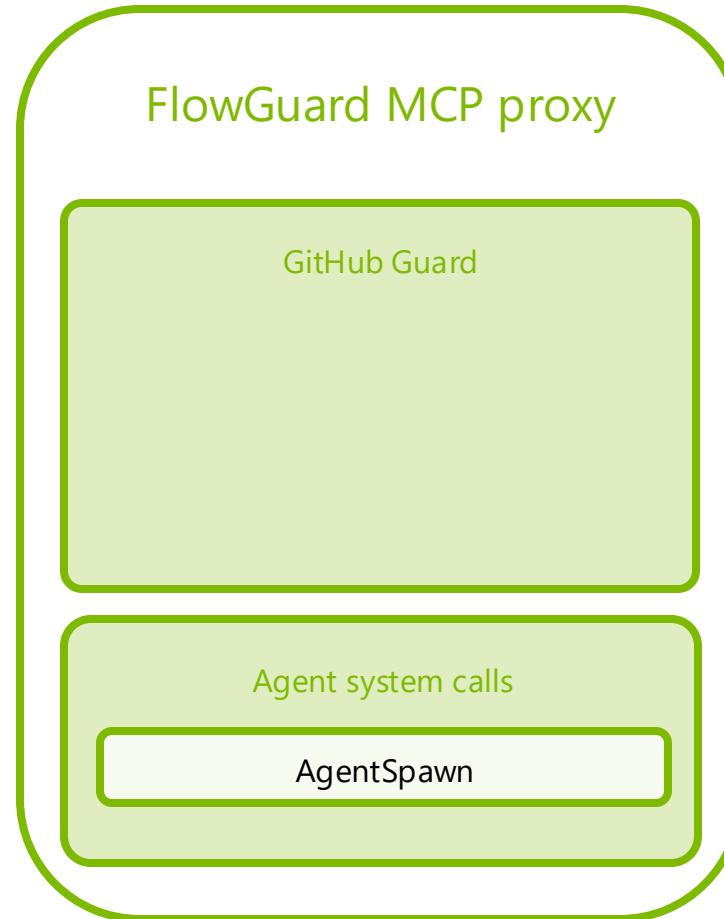 FlowGuard MCP proxy
GitHub Guard
Agent system calls
AgentSpawn